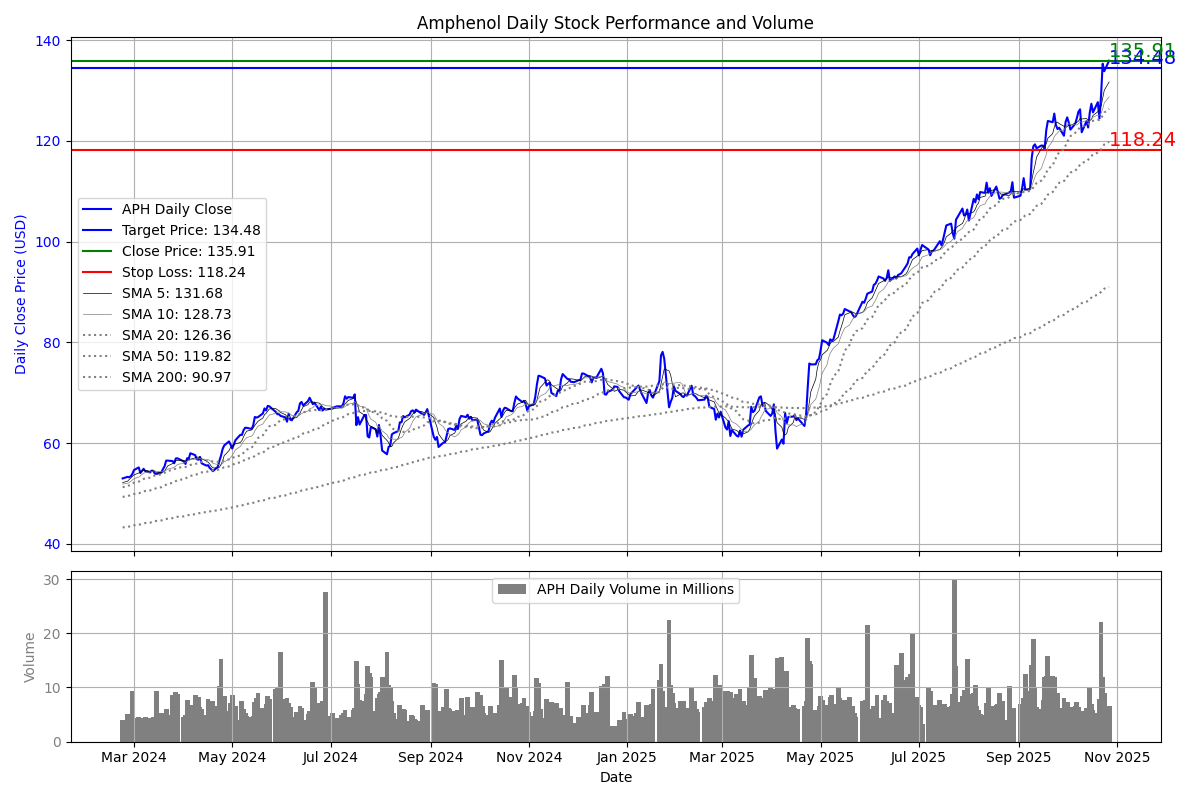 Amphenol Daily Stock Performance and Volume
140
120
100
80
60
40
Daily Close Price (USD)
135.91
134.48
118.24
APH Daily Close
Target Price: 134.48
Close Price: 135.91
Stop Loss: 118.24
SMA 5: 131.68
SMA 10: 128.73
SMA 20: 126.36
SMA 50: 119.82
SMA 200: 90.97
30
20
10
0
Volume
APH Daily Volume in Millions
Mar 2024 May 2024 Jul 2024 Sep 2024 Nov 2024 Jan 2025 Mar 2025 May 2025 Jul 2025 Sep 2025 Nov 2025
Date